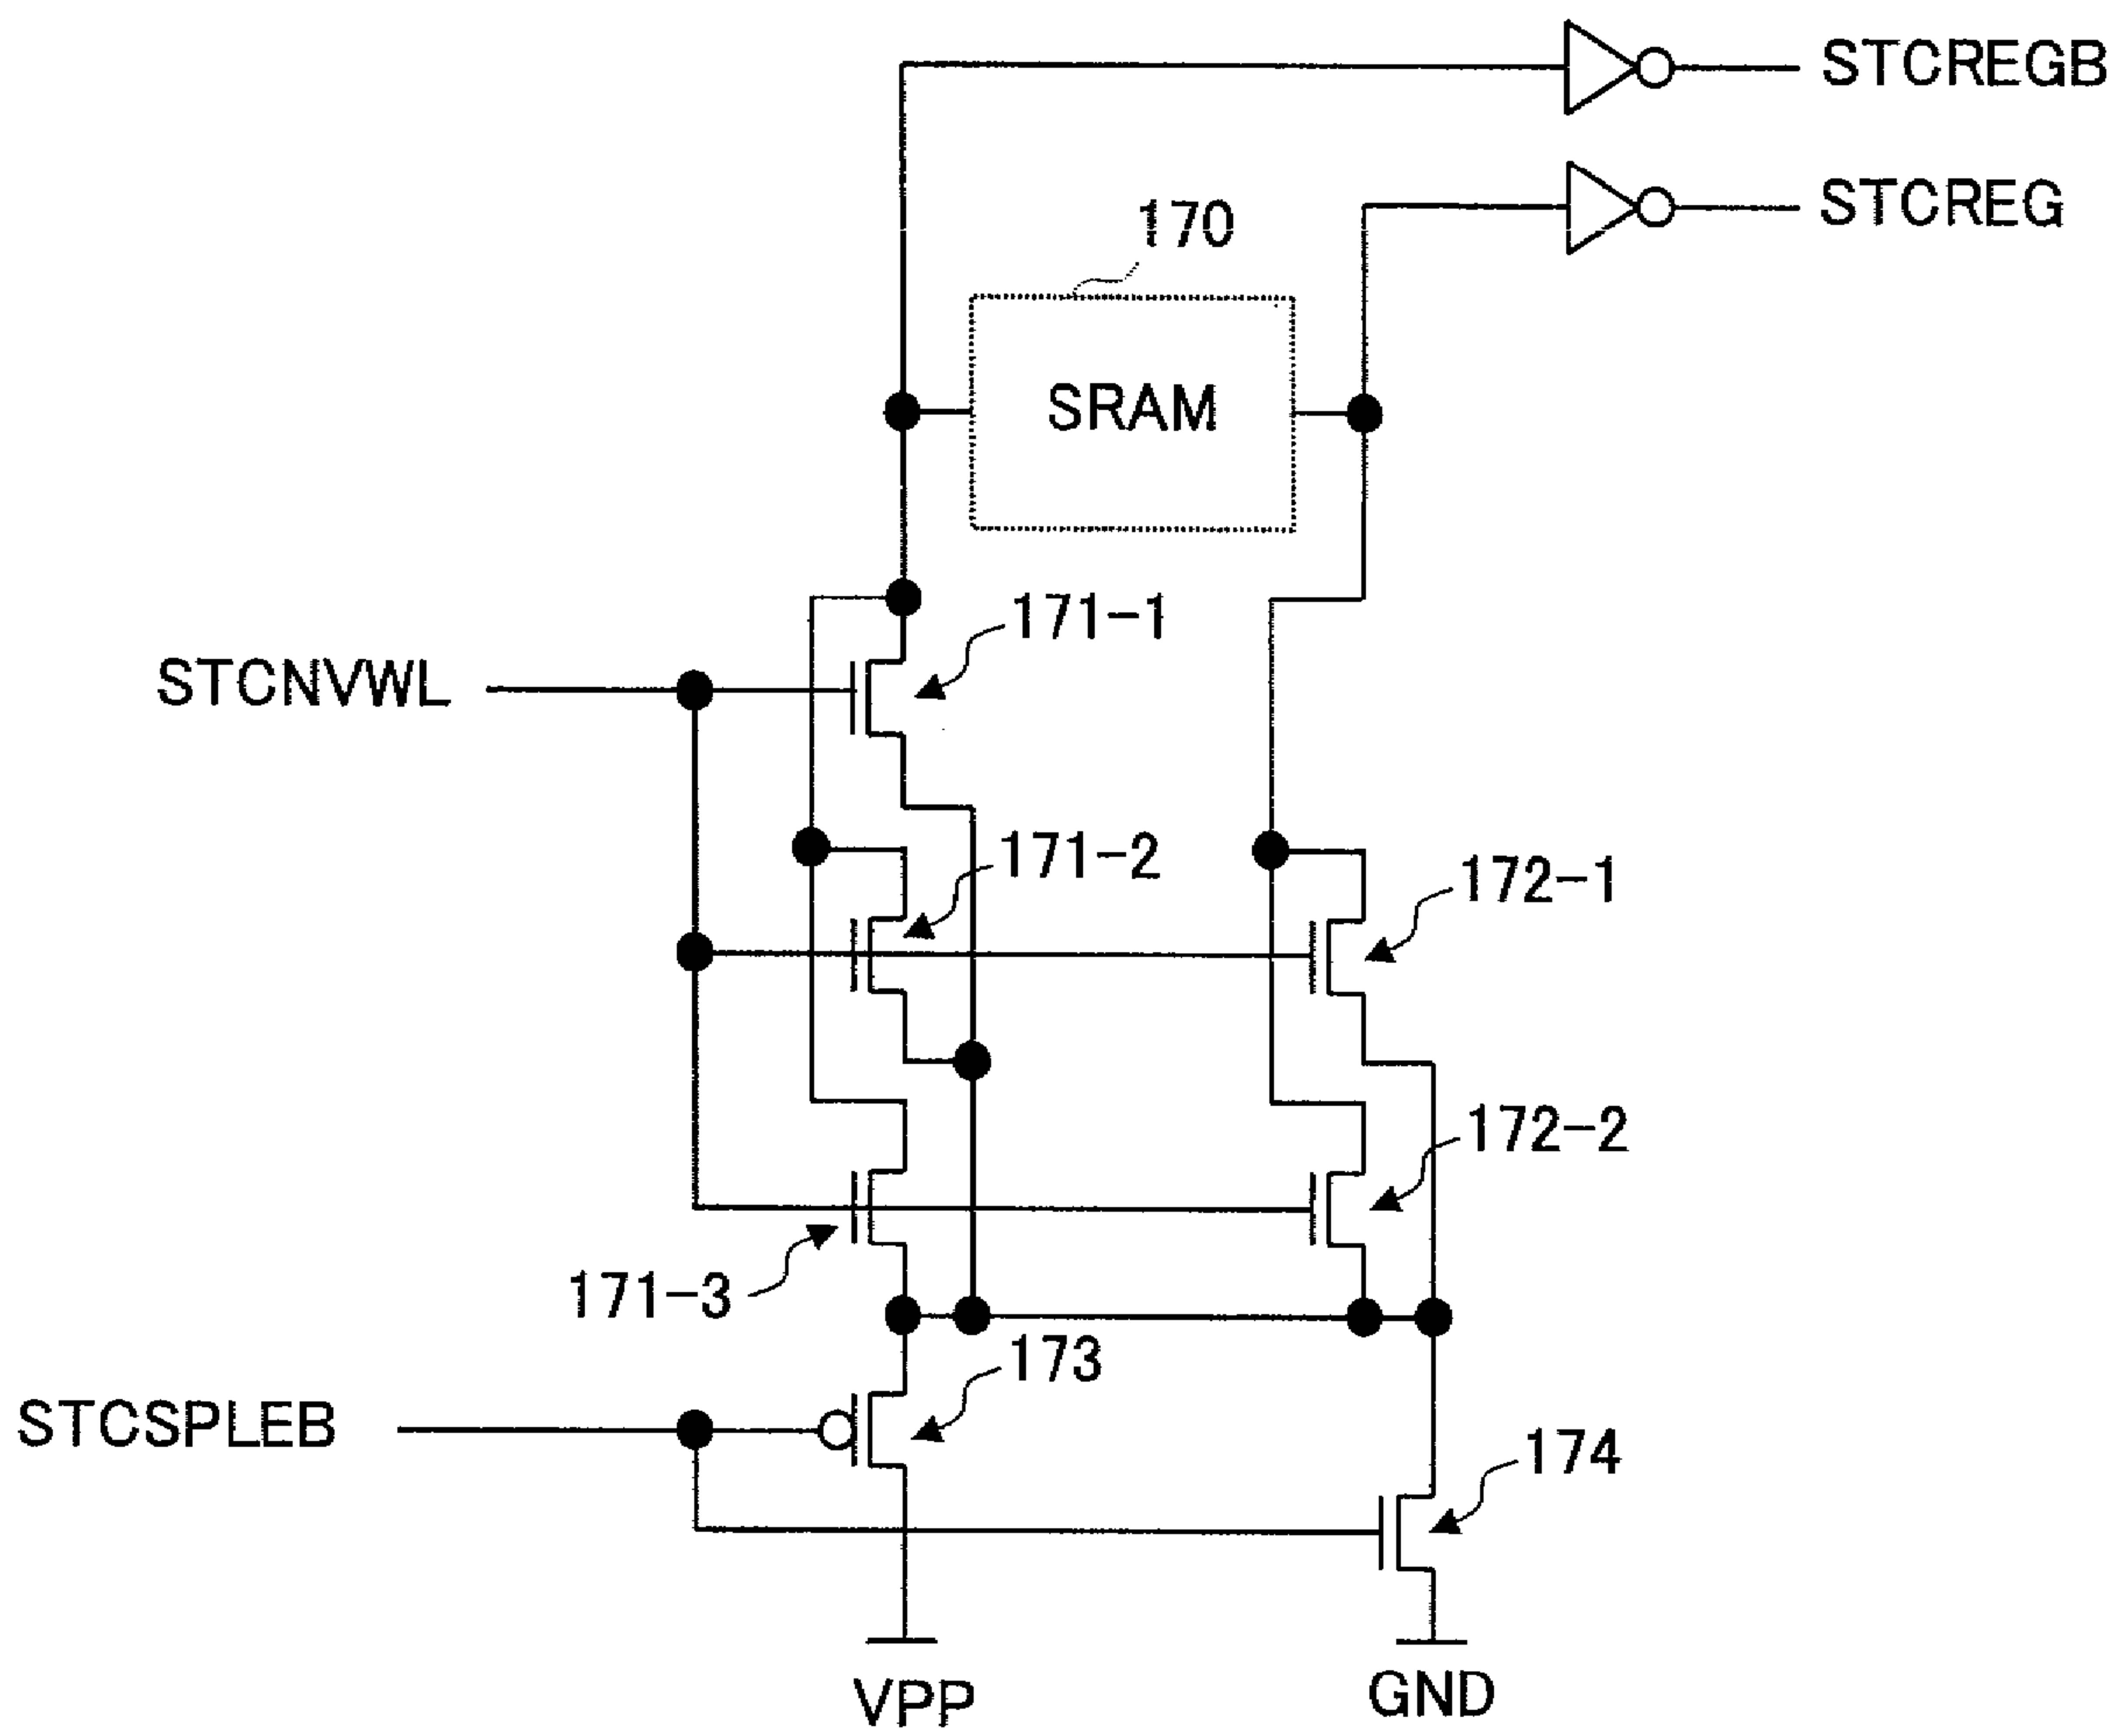 STCREGB
STCREG
170
SRAM
171-1
STCNVWL
171-2
172-1
172-2
171-3
173
STCSPLEB
174
VPP
GND